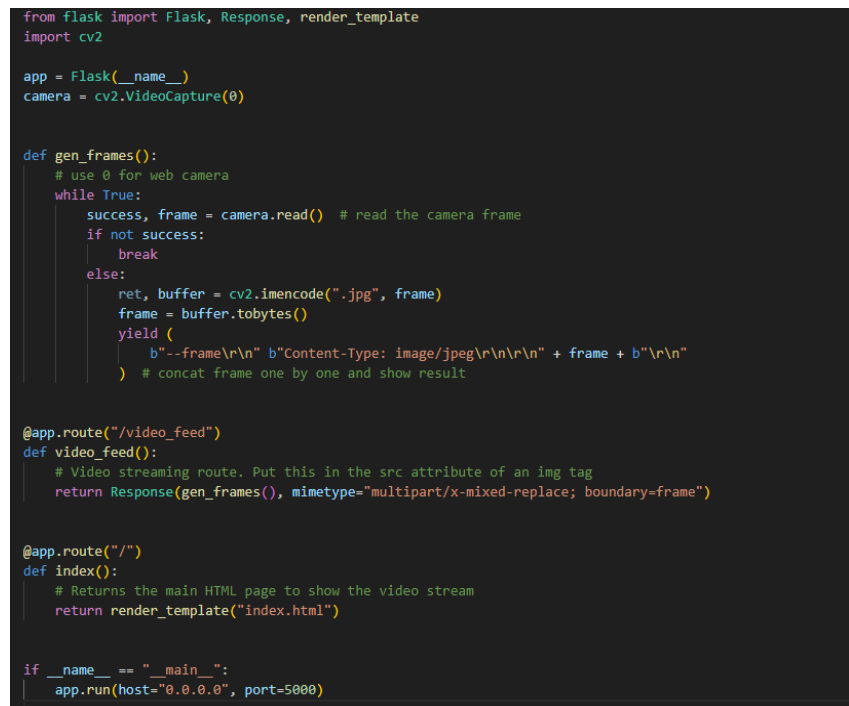 from flask import Flask, Response, render_template
import cv2

app = Flask(__name__)
camera = cv2.VideoCapture(0)


def gen_frames():
    # use 0 for web camera
    while True:
        success, frame = camera.read()  # read the camera frame
        if not success:
            break
        else:
            ret, buffer = cv2.imencode(".jpg", frame)
            frame = buffer.tobytes()
            yield (
                b"--frame\r\n" b"Content-Type: image/jpeg\r\n\r\n" + frame + b"\r\n"
            )  # concat frame one by one and show result


@app.route("/video_feed")
def video_feed():
    # Video streaming route. Put this in the src attribute of an img tag
    return Response(gen_frames(), mimetype="multipart/x-mixed-replace; boundary=frame")


@app.route("/")
def index():
    # Returns the main HTML page to show the video stream
    return render_template("index.html")


if __name__ == "__main__":
    app.run(host="0.0.0.0", port=5000)